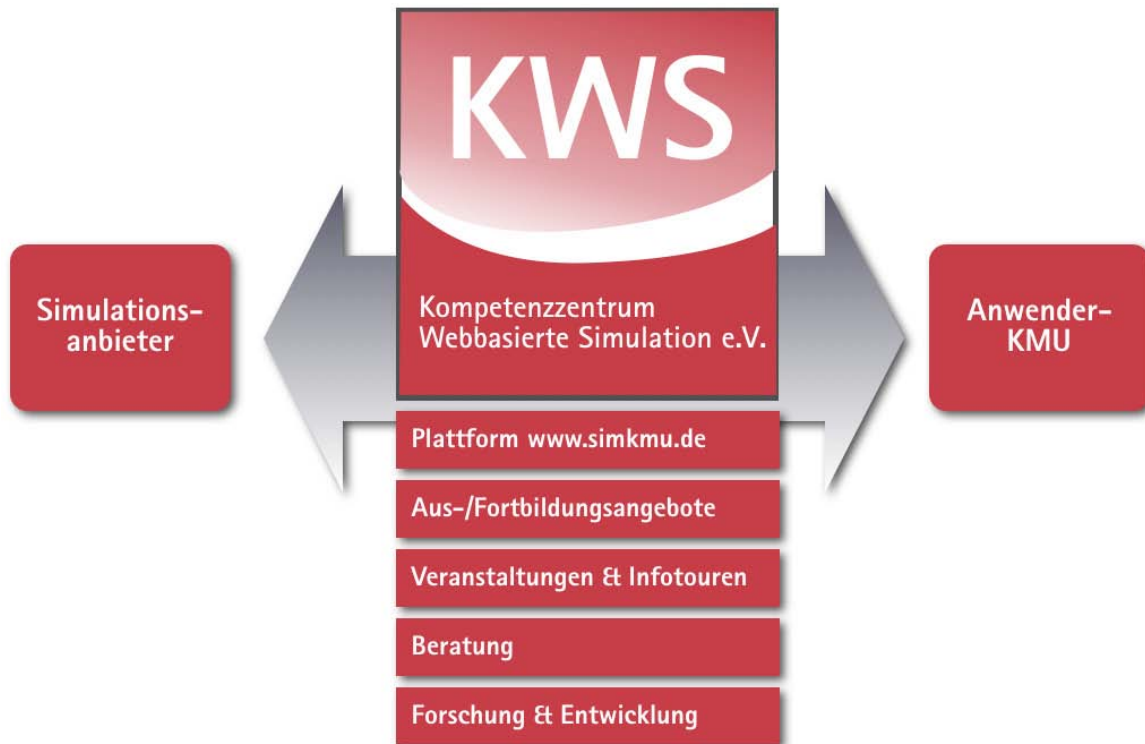 KWS
Kompetenzzentrum
Webbasierte Simulation e.V.
Simulations-
anbieter
Anwender-
KMU
Plattform www.simkmu.de
Aus-/Fortbildungsangebote
Veranstaltungen & Infotouren
Beratung
Forschung & Entwicklung